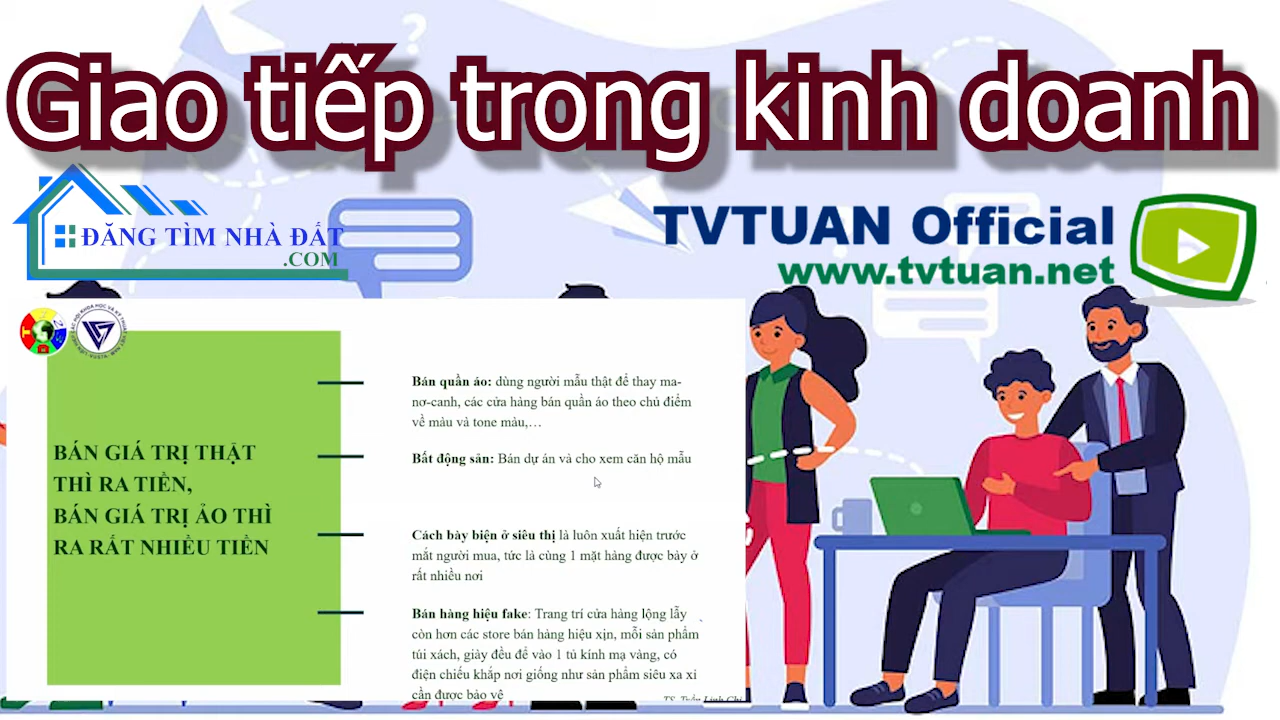 Giao tiếp trong kinh doanh
ĐĂNG TÌM NHÀ ĐẤT
.COM
TVTUAN Official
www.tvtuan.net
BÁN GIÁ TRỊ THẬT
THÌ RA TIỀN,
BÁN GIÁ TRỊ ẢO THÌ
RA RẤT NHIỀU TIỀN
Bán quần áo: dùng người mẫu thật để thay ma-
nơ-canh, các cửa hàng bán quần áo theo chủ điểm
về màu và tone màu,…
Bất động sản: Bán dự án và cho xem căn hộ mẫu
Cách bày biện ở siêu thị là luôn xuất hiện trước
mắt người mua, tức là cùng 1 mặt hàng được bày ở
rất nhiều nơi
Bán hàng hiệu fake: Trang trí cửa hàng lộng lẫy
còn hơn các store bán hàng hiệu xịn, mỗi sản phẩm
túi xách, giày đều để vào 1 tủ kính mạ vàng, có
điện chiếu khắp nơi giống như sản phẩm siêu xa xỉ
cần được bảo vệ
TS. Trần Linh Chi